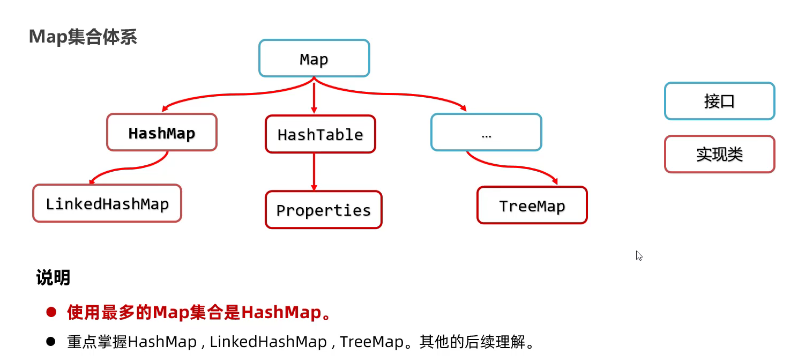 Map集合体系
Map
接口
HashMap
HashTable
...
实现类
LinkedHashMap
Properties
TreeMap
说明
● 使用最多的Map集合是HashMap。
● 重点掌握HashMap , LinkedHashMap , TreeMap。其他的后续理解。